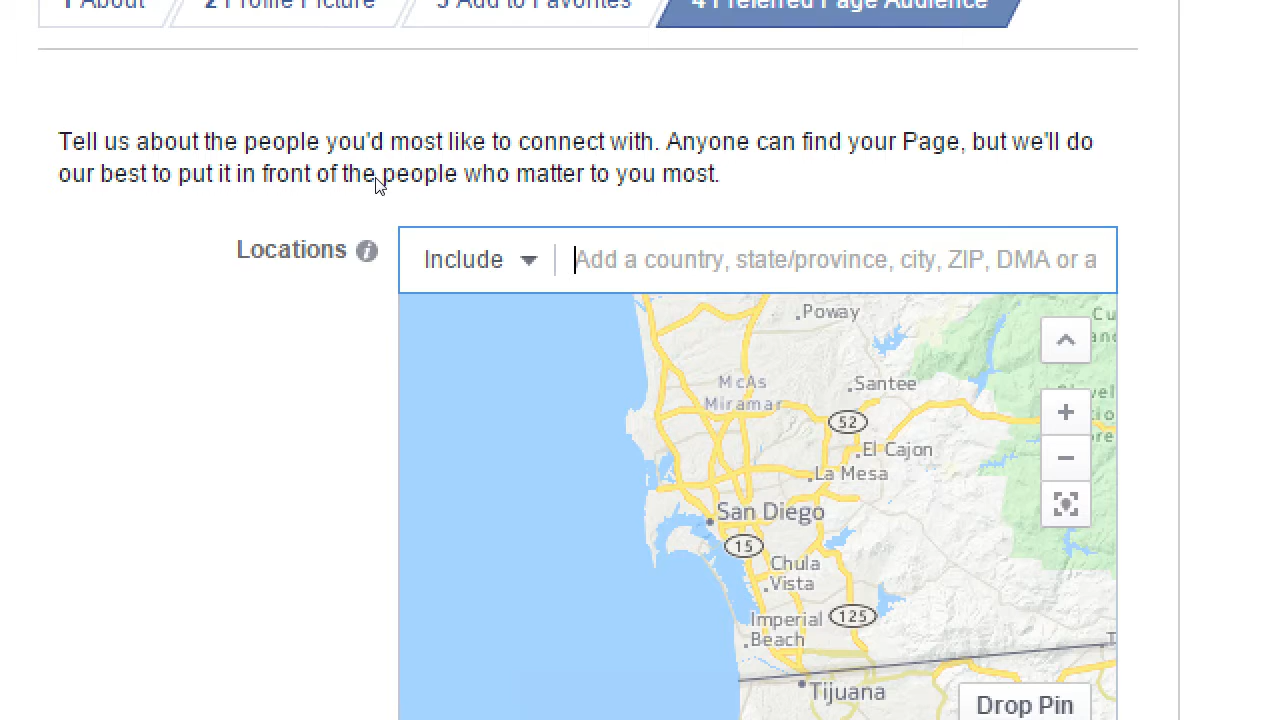 1 About 2 Profile Picture 3 Add to Favorites 4 Preferred Page Audience
Tell us about the people you'd most like to connect with. Anyone can find your Page, but we'll do
our best to put it in front of the people who matter to you most.
Locations i
Include Add a country, state/province, city, ZIP, DMA or a
Poway
McAs
Miramar
Santee
52
El Cajon
La Mesa
San Diego
15
Chula
Vista
Imperial
Beach
125
Tijuana
Drop Pin